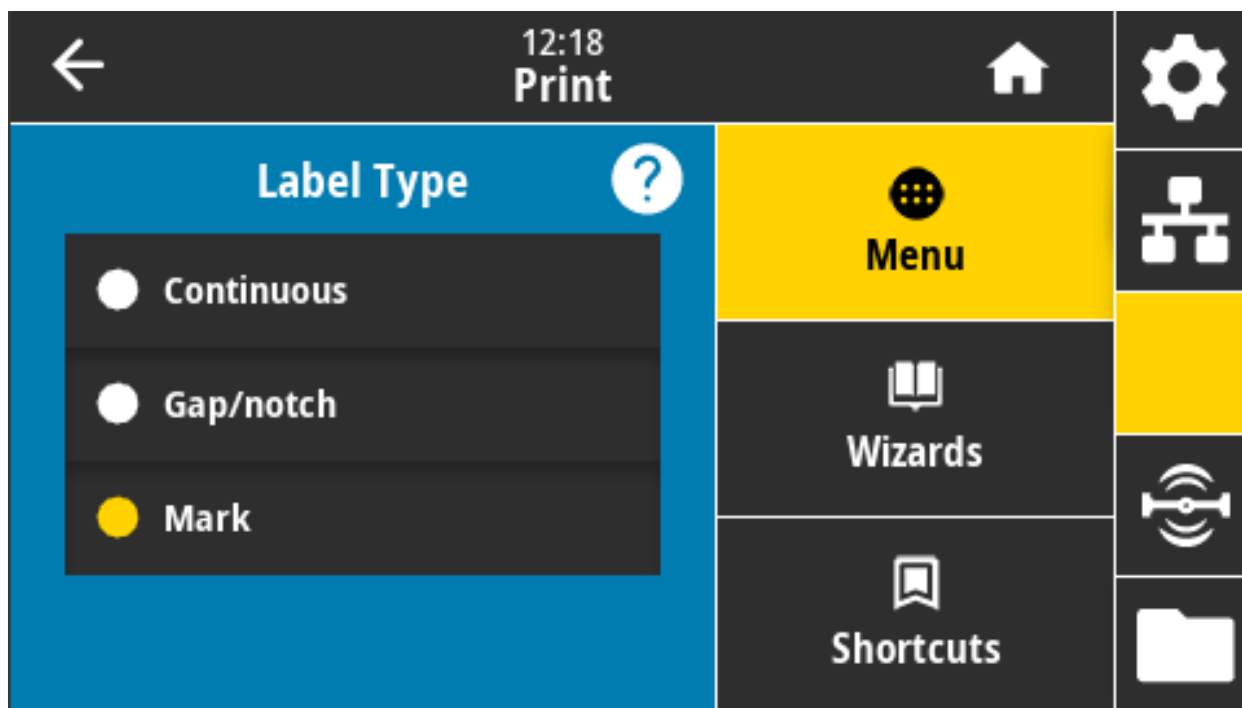 12:18
Print
Label Type
?
Continuous
Gap/notch
Mark
Menu
Wizards
Shortcuts